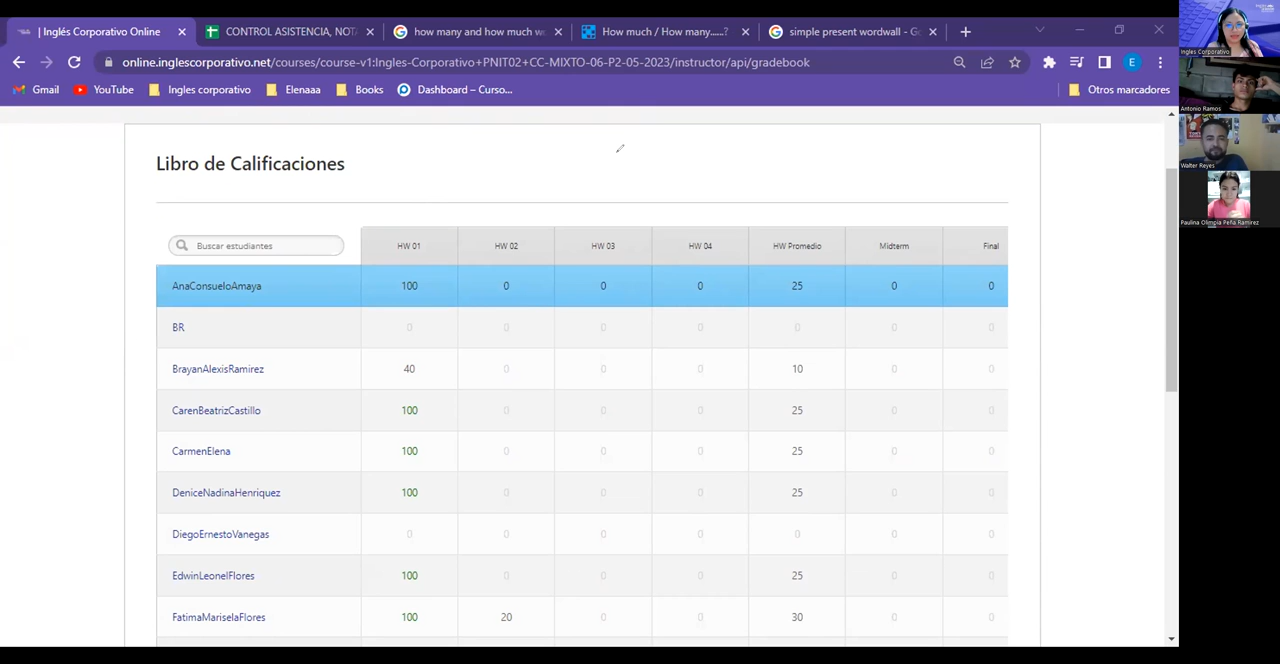 | Inglés Corporativo Online
CONTROL ASISTENCIA, NOTA
how many and how much w
How much / How many......?
simple present wordwall - Go
online.inglescorporativo.net/courses/course-v1:Ingles-Corporativo+PNIT02+CC-MIXTO-06-P2-05-2023/instructor/api/gradebook
E
Gmail
YouTube
Ingles corporativo
Elenaaa
Books
Dashboard – Curso...
Otros marcadores
Libro de Calificaciones
Buscar estudiantes HW 01 HW 02 HW 03 HW 04 HW Promedio Midterm Final
AnaConsueloAmaya 100 0 0 0 25 0 0
BR 0 0 0 0 0 0 0
BrayanAlexisRamirez 40 0 0 0 10 0 0
CarenBeatrizCastillo 100 0 0 0 25 0 0
CarmenElena 100 0 0 0 25 0 0
DeniceNadinaHenriquez 100 0 0 0 25 0 0
DiegoErnestoVanegas 0 0 0 0 0 0 0
EdwinLeonelFlores 100 0 0 0 25 0 0
FatimaMariselaFlores 100 20 0 0 30 0 0
Ingles Corporativo
Antonio Ramos
Walter Reyes
Paulina Olimpia Peña Ramirez